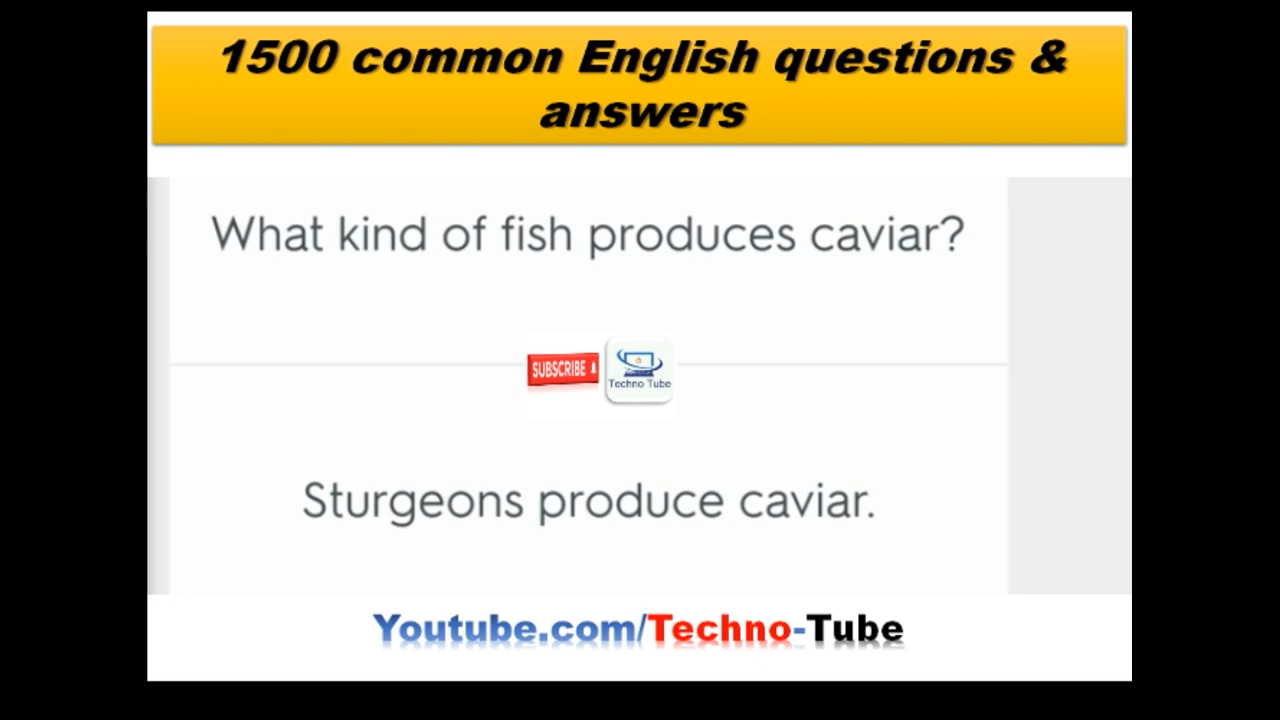 1500 common English questions &
answers
What kind of fish produces caviar?
SUBSCRIBE
Techno Tube
Sturgeons produce caviar.
Youtube.com/Techno-Tube